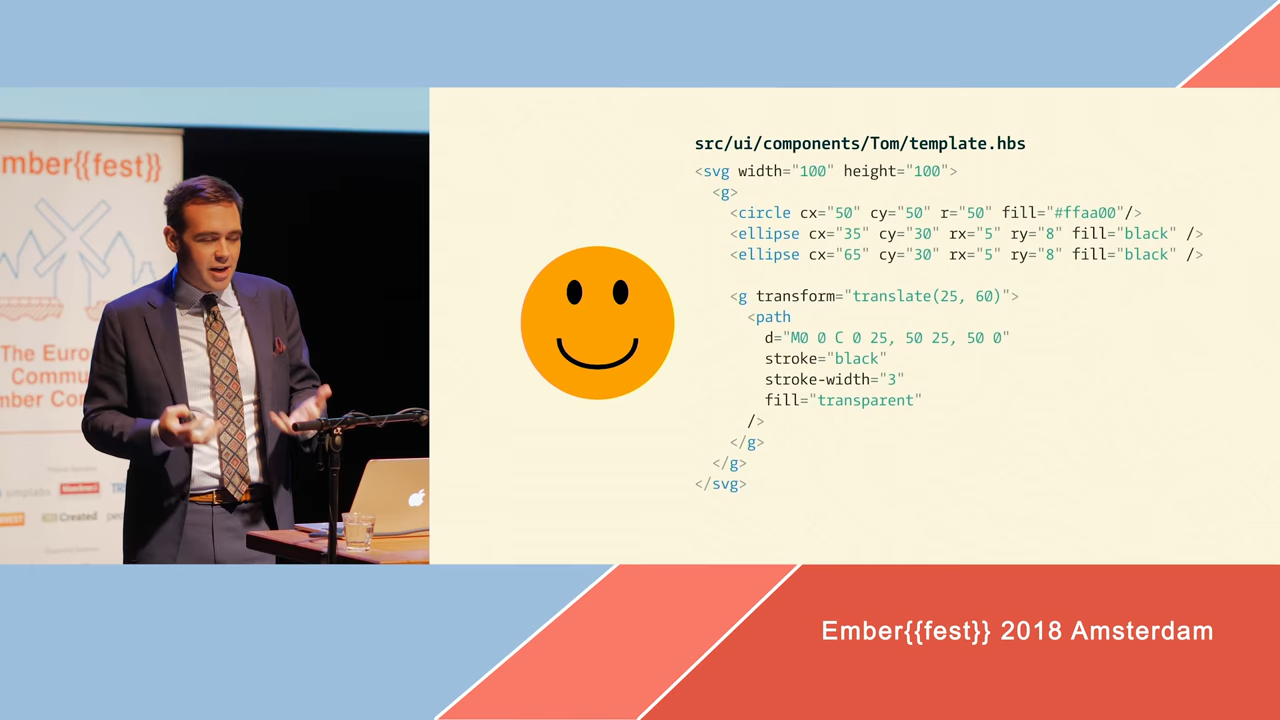 mber{{fest}}
The Euro
Commu
mber Con
simplabs
Created
src/ui/components/Tom/template.hbs
<svg width="100" height="100">
<g>
<circle cx="50" cy="50" r="50" fill="#ffaa00"/>
<ellipse cx="35" cy="30" rx="5" ry="8" fill="black" />
<ellipse cx="65" cy="30" rx="5" ry="8" fill="black" />
<g transform="translate(25, 60)">
<path
d="M0 0 C 0 25, 50 25, 50 0"
stroke="black"
stroke-width="3"
fill="transparent"
/>
</g>
</g>
</svg>
Ember{{fest}} 2018 Amsterdam